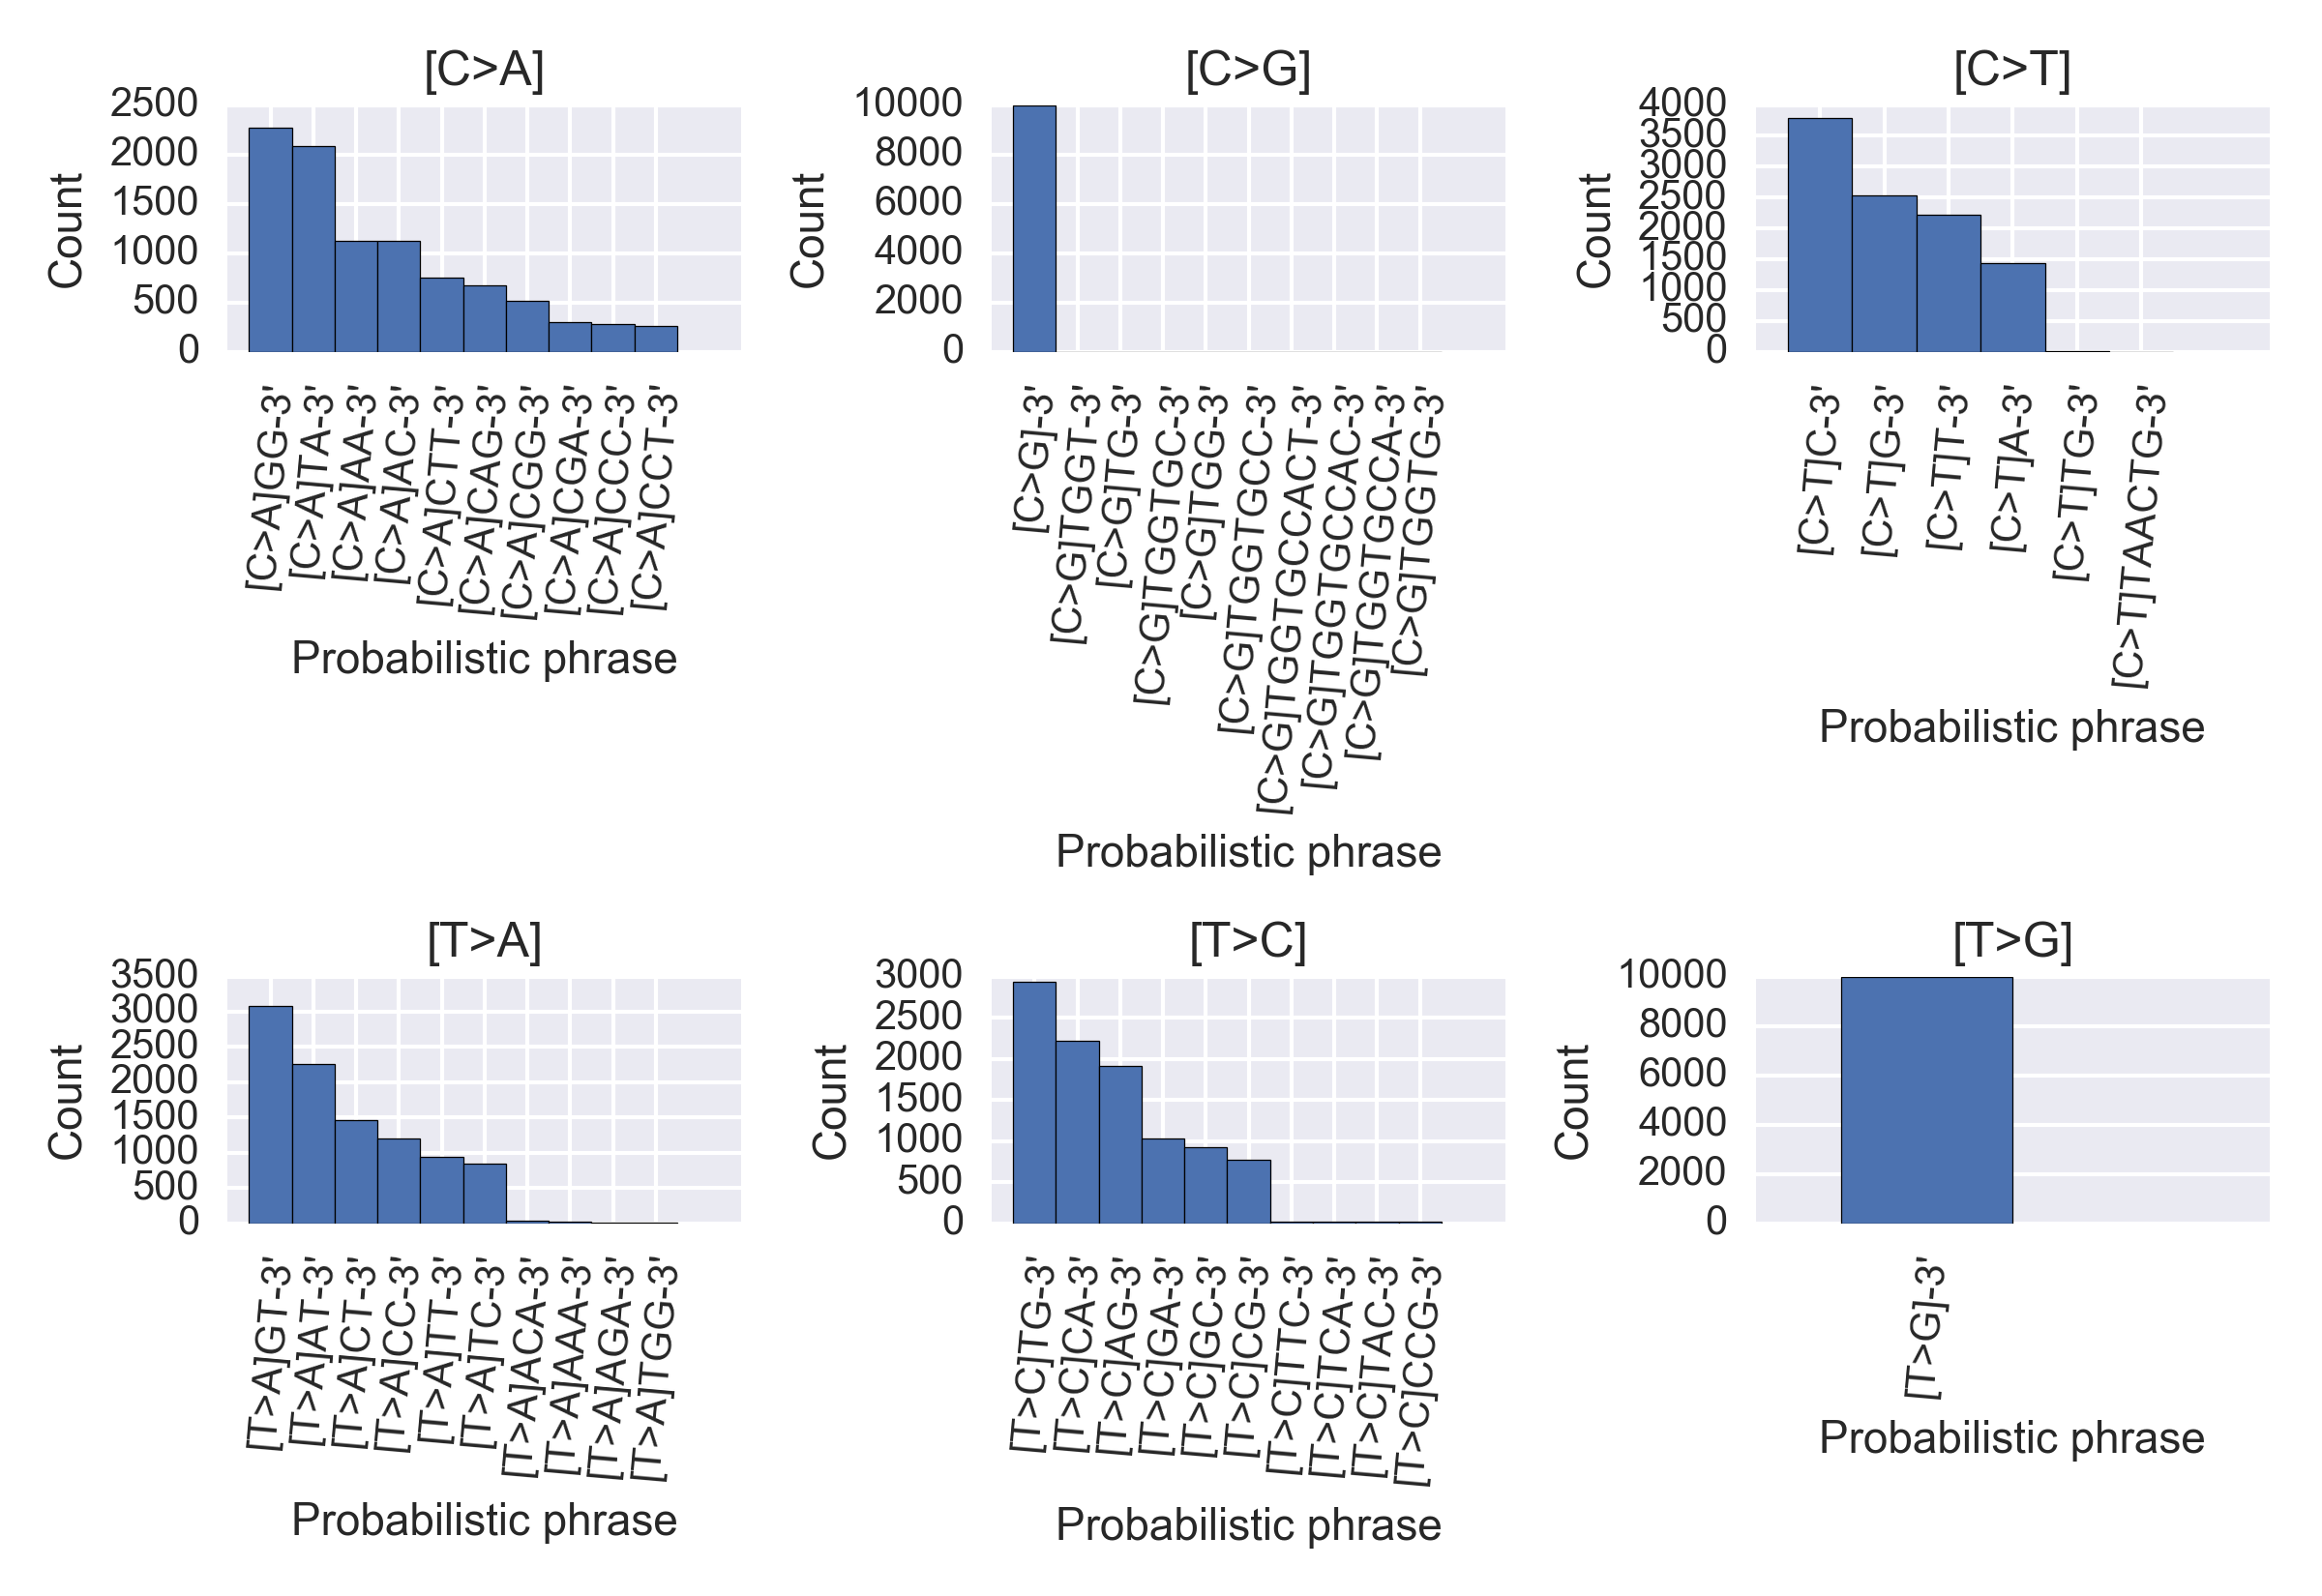 [C>A]
2500
2000
1500
1000
500
0
Count
[C>A]GG-3'
[C>A]TA-3'
[C>A]AA-3'
[C>A]AC-3'
[C>A]CTT-3'
[C>A]CAG-3'
[C>A]CGG-3'
[C>A]CGA-3'
[C>A]CCC-3'
[C>A]CCT-3'
Probabilistic phrase
[C>G]
10000
8000
6000
4000
2000
0
Count
[C>G]-3'
[C>G]TGGT-3'
[C>G]TG-3'
[C>G]TGGTGC-3'
[C>G]TGG-3'
[C>G]TGGTGCC-3'
[C>G]TGGTGCCACT-3'
[C>G]TGGTGCCAC-3'
[C>G]TGGTGCCA-3'
[C>G]TGGTG-3'
Probabilistic phrase
[C>T]
4000
3500
3000
2500
2000
1500
1000
500
0
Count
[C>T]C-3'
[C>T]G-3'
[C>T]T-3'
[C>T]A-3'
[C>T]TG-3'
[C>T]TAACTG-3'
Probabilistic phrase
[T>A]
3500
3000
2500
2000
1500
1000
500
0
Count
[T>A]GT-3'
[T>A]AT-3'
[T>A]CT-3'
[T>A]CC-3'
[T>A]TT-3'
[T>A]TC-3'
[T>A]ACA-3'
[T>A]AAA-3'
[T>A]AGA-3'
[T>A]TGG-3'
Probabilistic phrase
[T>C]
3000
2500
2000
1500
1000
500
0
Count
[T>C]TG-3'
[T>C]CA-3'
[T>C]AG-3'
[T>C]GA-3'
[T>C]GC-3'
[T>C]CG-3'
[T>C]TTC-3'
[T>C]TCA-3'
[T>C]TAC-3'
[T>C]CCG-3'
Probabilistic phrase
[T>G]
10000
8000
6000
4000
2000
0
Count
[T>G]-3'
Probabilistic phrase